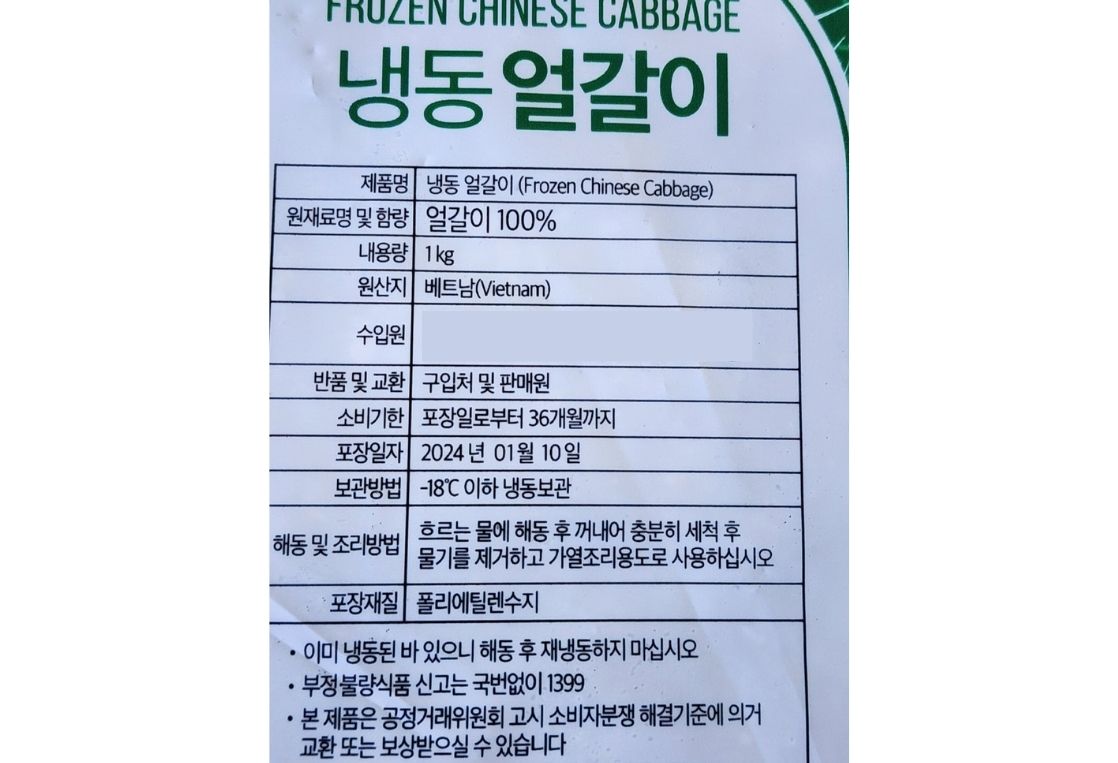 FROZEN CHINESE CABBAGE
냉동 얼갈이
제품명 냉동 얼갈이 (Frozen Chinese Cabbage)
원재료명 및 함량 얼갈이 100%
내용량 1 kg
원산지 베트남(Vietnam)
수입원
반품 및 교환 구입처 및 판매원
소비기한 포장일로부터 36개월까지
포장일자 2024 년 01월 10 일
보관방법 -18℃ 이하 냉동보관
해동 및 조리방법 흐르는 물에 해동 후 꺼내어 충분히 세척 후
물기를 제거하고 가열조리용도로 사용하십시오
포장재질 폴리에틸렌수지
• 이미 냉동된 바 있으니 해동 후 재냉동하지 마십시오
• 부정·불량식품 신고는 국번없이 1399
• 본 제품은 공정거래위원회 고시 소비자분쟁 해결기준에 의거
교환 또는 보상받으실 수 있습니다